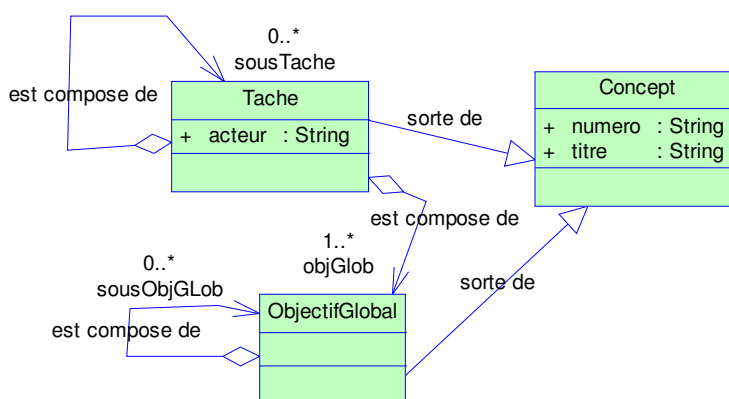 0..*
sousTache
est compose de
Tache
+ acteur : String
sorte de
Concept
+ numero : String
+ titre : String
est compose de
1..*
objGlob
0..*
sousObjGLob
sorte de
ObjectifGlobal
est compose de